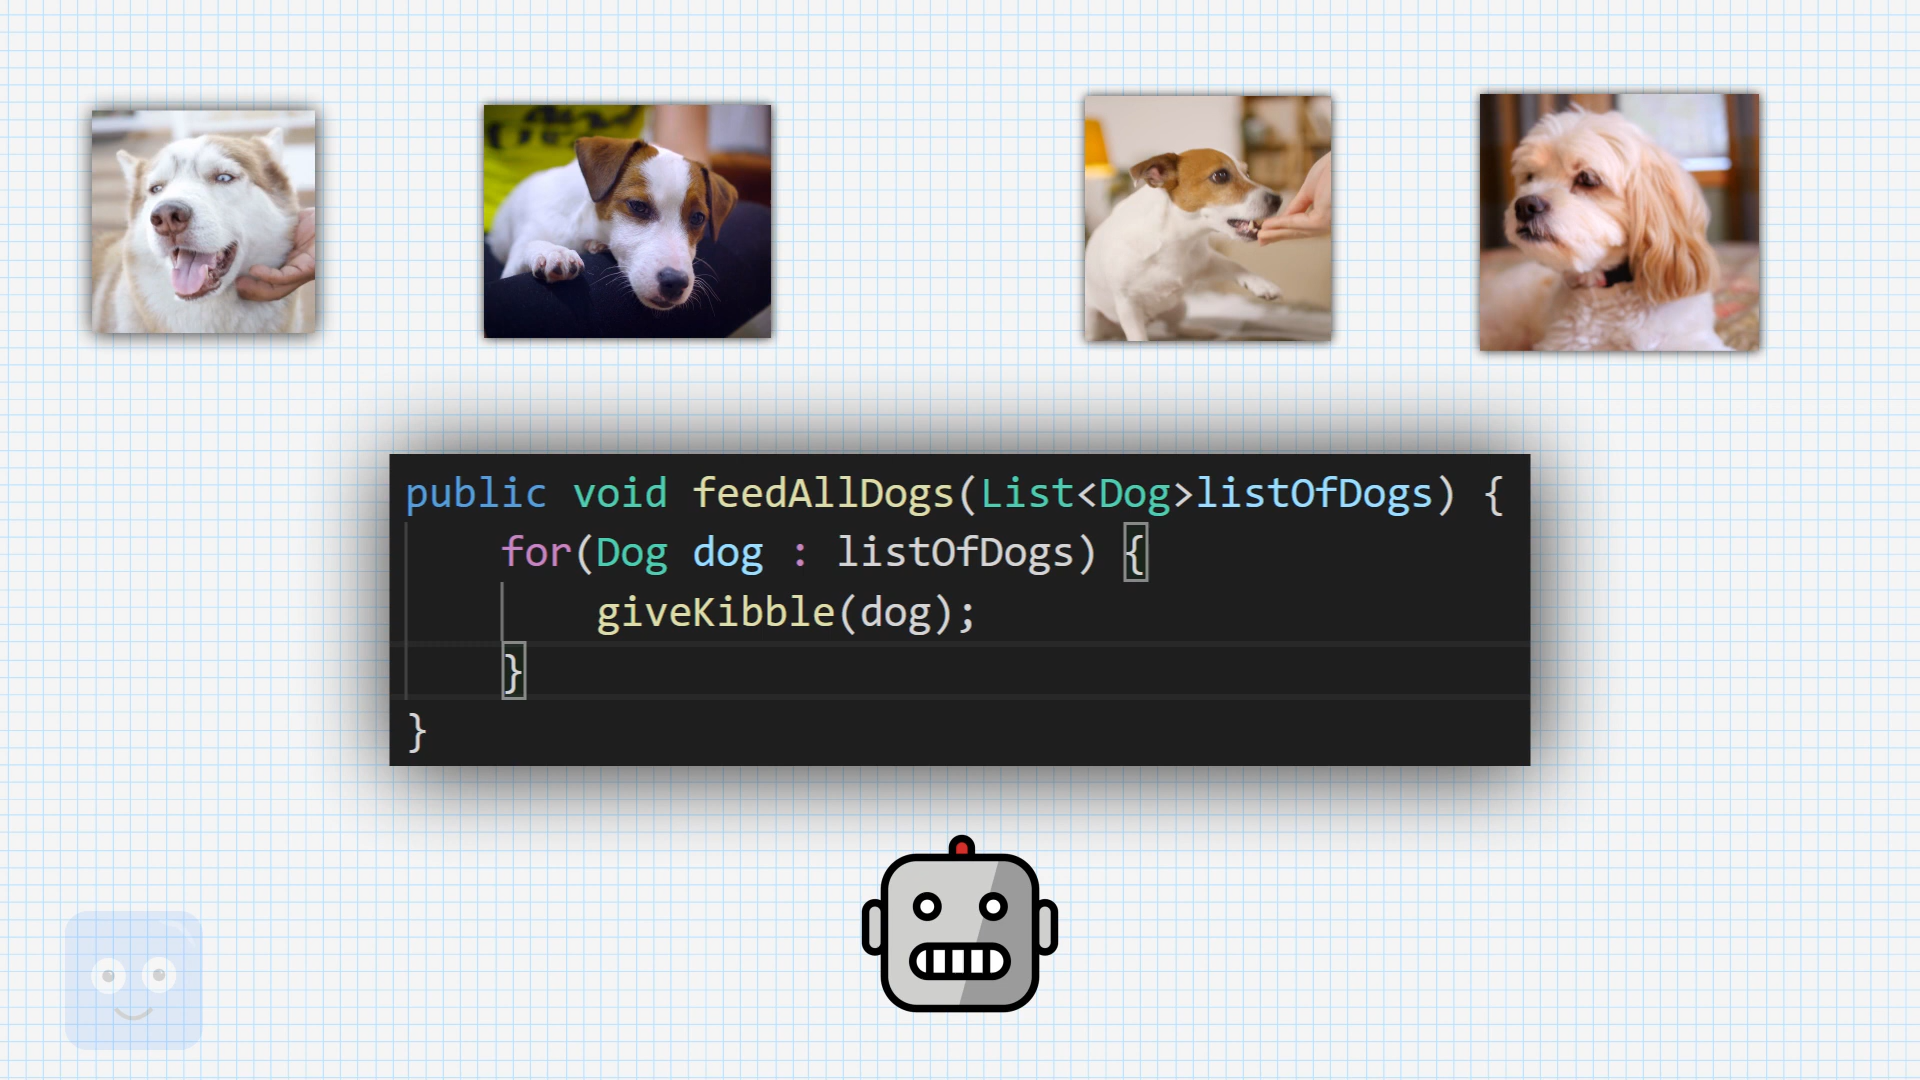 public void feedAllDogs(List<Dog>listOfDogs) {
for(Dog dog : listOfDogs) {
giveKibble(dog);
}
}